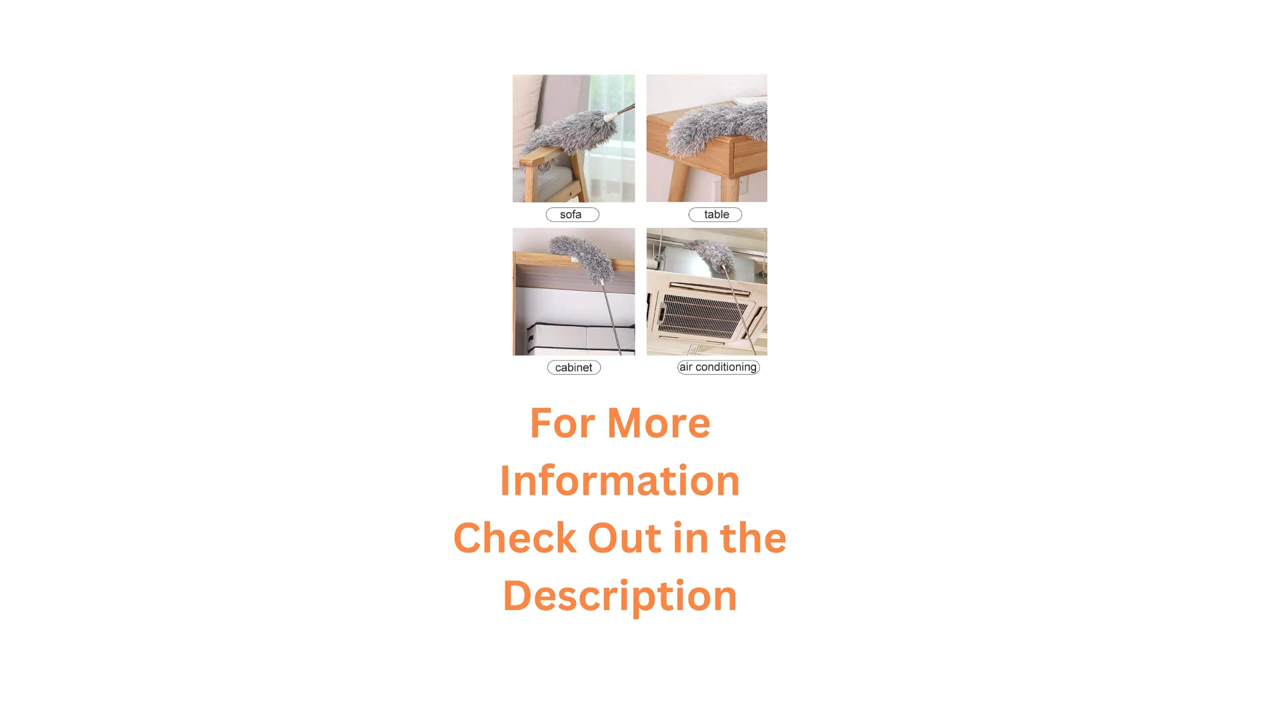 sofa
table
cabinet
air conditioning
For More
Information
Check Out in the
Description